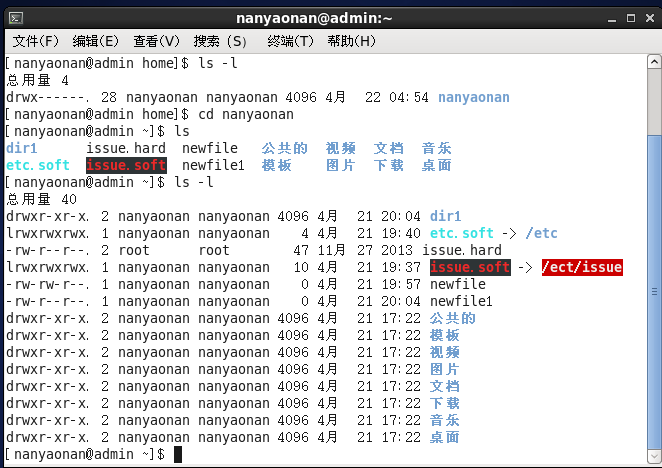 nanyaonan@admin:~
文件(F) 编辑(E) 查看(V) 搜索 (S) 终端(T) 帮助(H)
[nanyaonan@admin home]$ ls -l
总用量 4
drwx------. 28 nanyaonan nanyaonan 4096 4月  22 04:54 nanyaonan
[nanyaonan@admin home]$ cd nanyaonan
[nanyaonan@admin ~]$ ls
dir1 issue.hard newfile 公共的 视频 文档 音乐
etc.soft issue.soft newfile1 模板 图片 下载 桌面
[nanyaonan@admin ~]$ ls -l
总用量 40
drwxr-xr-x. 2 nanyaonan nanyaonan 4096 4月  21 20:04 dir1
lrwxrwxrwx. 1 nanyaonan nanyaonan 4 4月  21 19:40 etc.soft -> /etc
-rw-r--r--. 2 root root 47 11月 27 2013 issue.hard
lrwxrwxrwx. 1 nanyaonan nanyaonan 10 4月  21 19:37 issue.soft -> /ect/issue
-rw-rw-r--. 1 nanyaonan nanyaonan 0 4月  21 19:57 newfile
-rw-r--r--. 1 nanyaonan nanyaonan 0 4月  21 20:04 newfile1
drwxr-xr-x. 2 nanyaonan nanyaonan 4096 4月  21 17:22 公共的
drwxr-xr-x. 2 nanyaonan nanyaonan 4096 4月  21 17:22 模板
drwxr-xr-x. 2 nanyaonan nanyaonan 4096 4月  21 17:22 视频
drwxr-xr-x. 2 nanyaonan nanyaonan 4096 4月  21 17:22 图片
drwxr-xr-x. 2 nanyaonan nanyaonan 4096 4月  21 17:22 文档
drwxr-xr-x. 2 nanyaonan nanyaonan 4096 4月  21 17:22 下载
drwxr-xr-x. 2 nanyaonan nanyaonan 4096 4月  21 17:22 音乐
drwxr-xr-x. 2 nanyaonan nanyaonan 4096 4月  21 17:22 桌面
[nanyaonan@admin ~]$